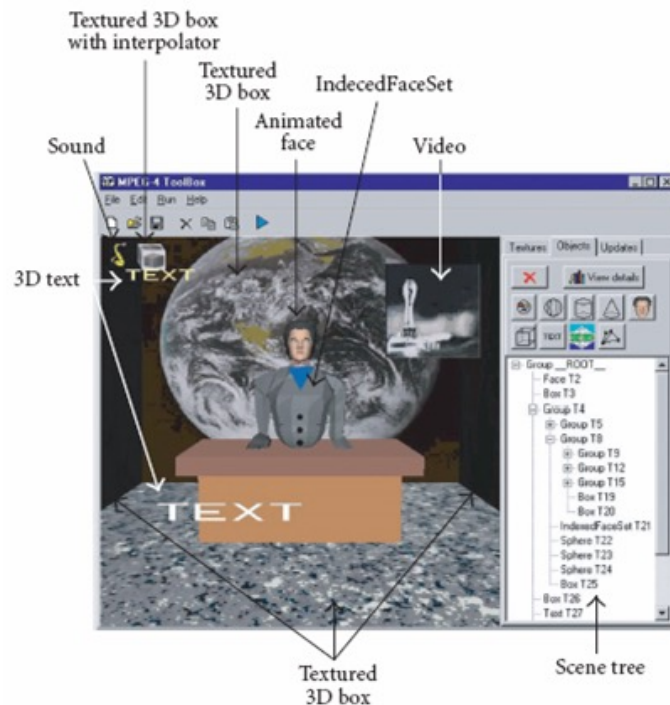 Textured 3D box
with interpolator
Textured
3D box
IndecedFaceSet
Animated
face
Sound
Video
MPEG-4 ToolBox
File Edit Run Help
Textures Objects Updates
3D text
TEXT
View details
TEXT
Group __ROOT__
Face T2
Box T3
Group T4
Group T5
Group T8
Group T9
Group T12
Group T15
Box T19
Box T20
IndexedFaceSet T21
Sphere T22
Sphere T23
Sphere T24
Box T25
Box T26
Text T27
TEXT
Textured
3D box
Scene tree